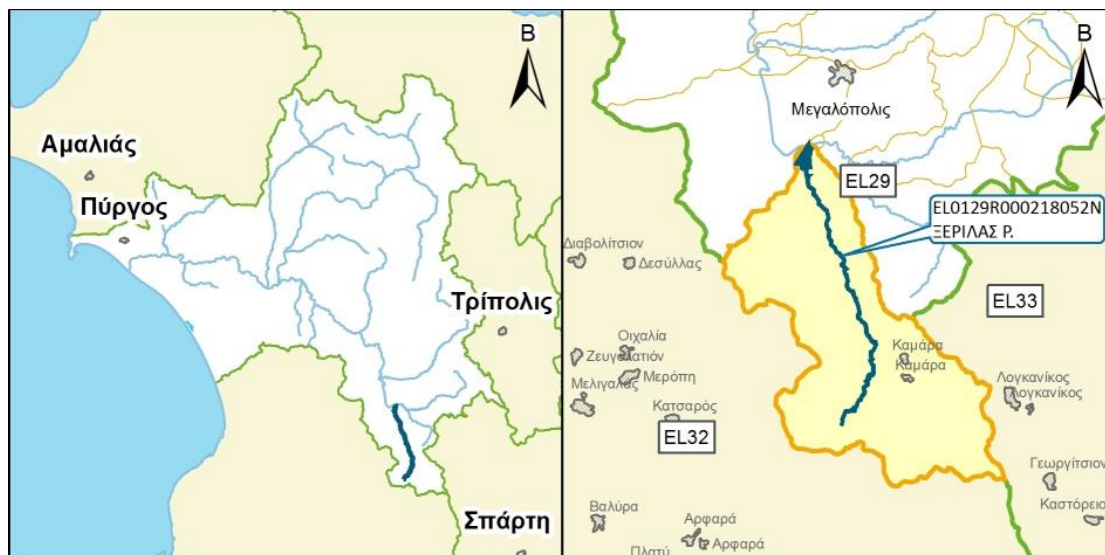 Β
Αμαλιάς
Πύργος
Τρίπολις
Σπάρτη
Β
Μεγαλόπολις
EL29
EL0129R000218052N
ΞΕΡΙΛΑΣ Ρ.
Διαβολίτσιον
Δεσύλλας
EL33
Οιχαλία
Ζευγολατιόν
Μερόπη
Μελιγαλάς
Καμάρα
Καμάρα
Λογκανίκος
Λογκανίκος
Κατσαρός
EL32
Γεωργίτσιον
Καστόρειο
Βαλύρα
Αρφαρά
Αρφαρά
Πλατύ